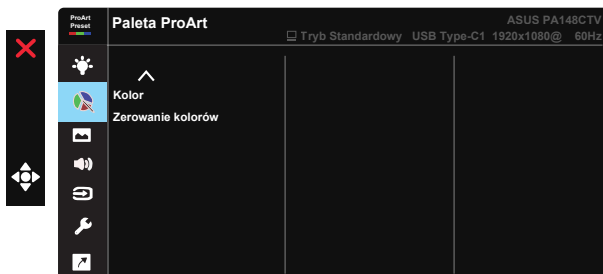 ProArt
Preset
Paleta ProArt
ASUS PA148CTV
Tryb Standardowy USB Type-C1 1920x1080@ 60Hz
Kolor
Zerowanie kolorów